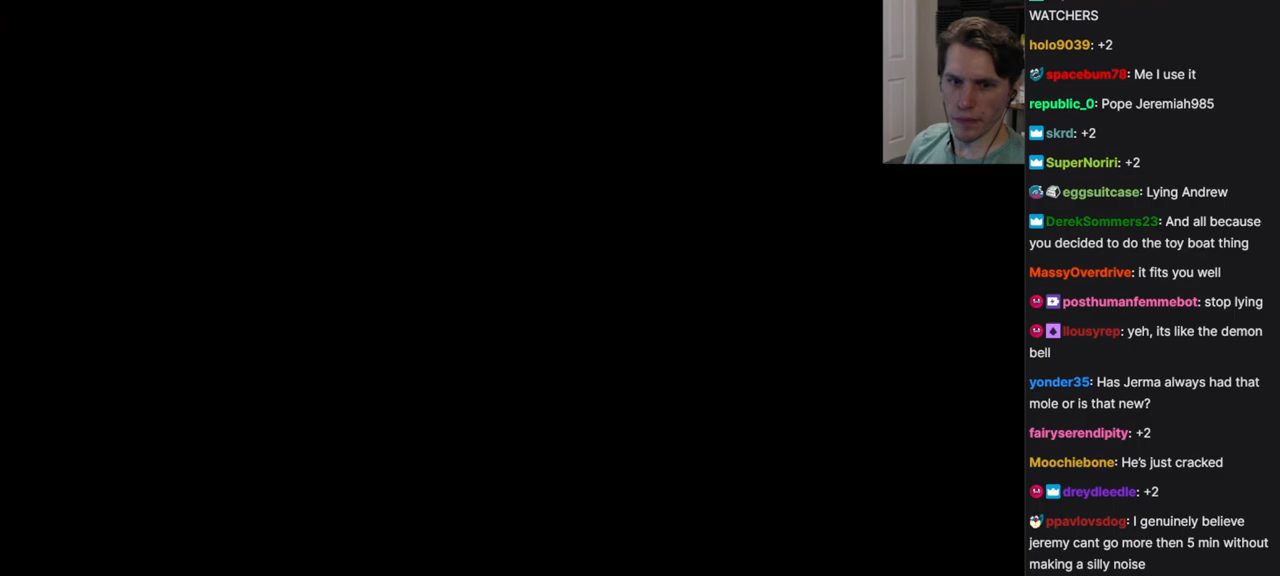 WATCHERS
holo9039: +2
spacebum78: Me I use it
republic_0: Pope Jeremiah985
skrd: +2
SuperNoriri: +2
eggsuitcase: Lying Andrew
DerekSommers23: And all because
you decided to do the toy boat thing
MassyOverdrive: it fits you well
posthumanfemmebot: stop lying
llousyrep: yeh, its like the demon
bell
yonder35: Has Jerma always had that
mole or is that new?
fairyserendipity: +2
Moochiebone: He's just cracked
dreydleedle: +2
ppavlovsdog: I genuinely believe
jeremy cant go more then 5 min without
making a silly noise